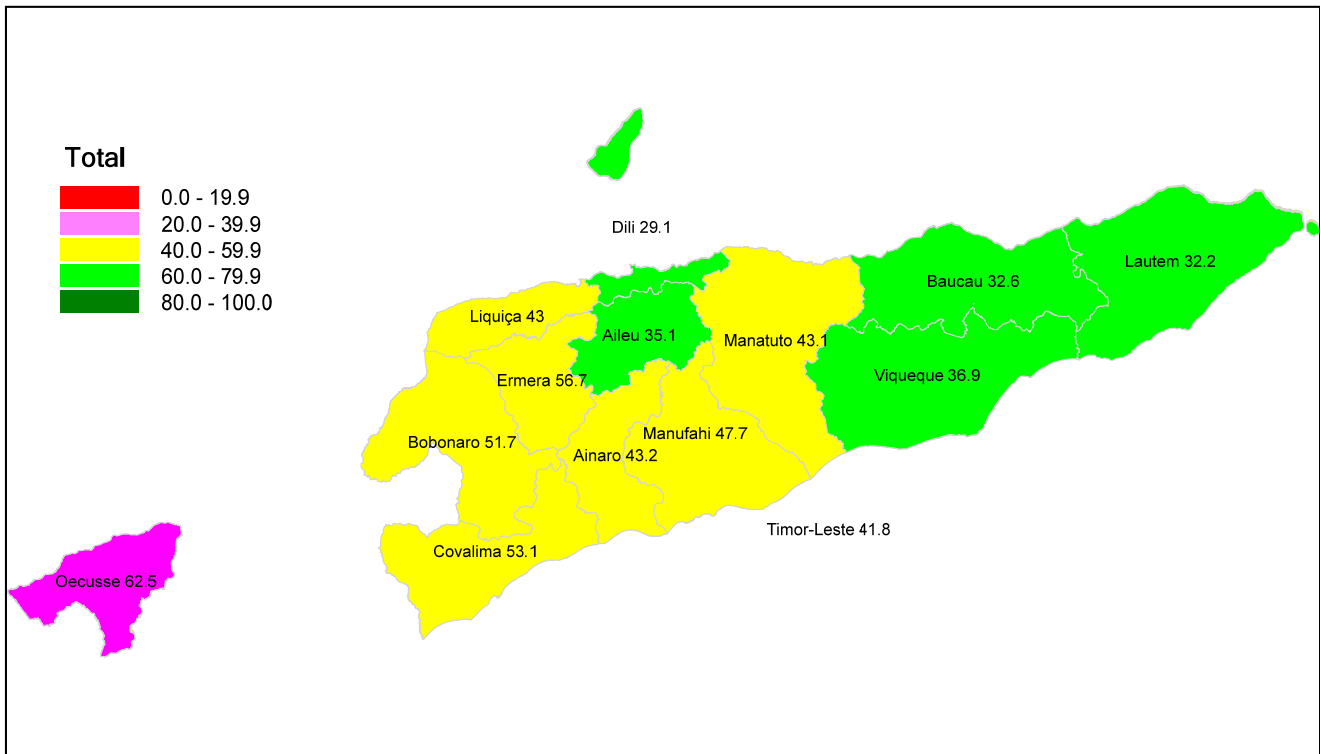 Total
0.0 - 19.9
20.0 - 39.9
40.0 - 59.9
60.0 - 79.9
80.0 - 100.0
Dili 29.1
Lautem 32.2
Baucau 32.6
Liquiça 43
Aileu 35.1
Manatuto 43.1
Viqueque 36.9
Ermera 56.7
Manufahi 47.7
Bobonaro 51.7
Ainaro 43.2
Timor-Leste 41.8
Covalima 53.1
Oecusse 62.5